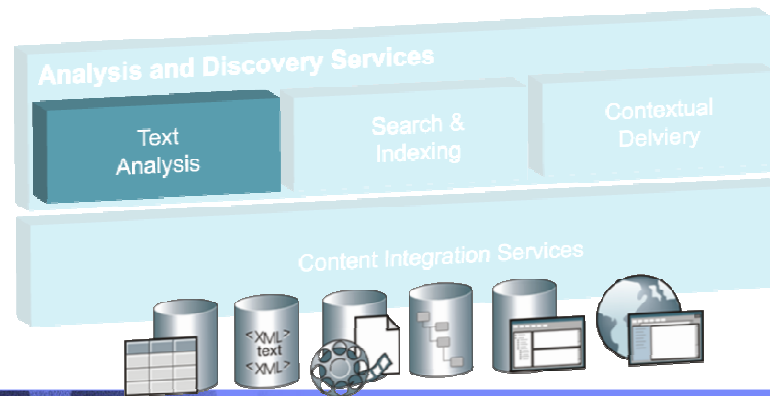 Analysis and Discovery Services
Text
Analysis
Search &
Indexing
Contextual
Delviery
Content Integration Services
<XML>
text
<XML>